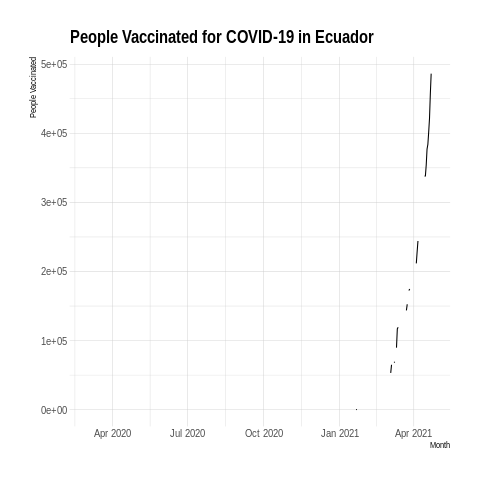 People Vaccinated for COVID-19 in Ecuador
People Vaccinated
5e+05
4e+05
3e+05
2e+05
1e+05
0e+00
Apr 2020 Jul 2020 Oct 2020 Jan 2021 Apr 2021
Month